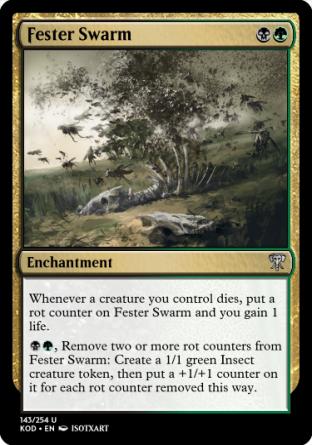 Fester Swarm
Enchantment
Whenever a creature you control dies, put a
rot counter on Fester Swarm and you gain 1
life.
, Remove two or more rot counters from
Fester Swarm: Create a 1/1 green Insect
creature token, then put a +1/+1 counter on
it for each rot counter removed this way.
143/254 U
KOD • EN ISOTXART